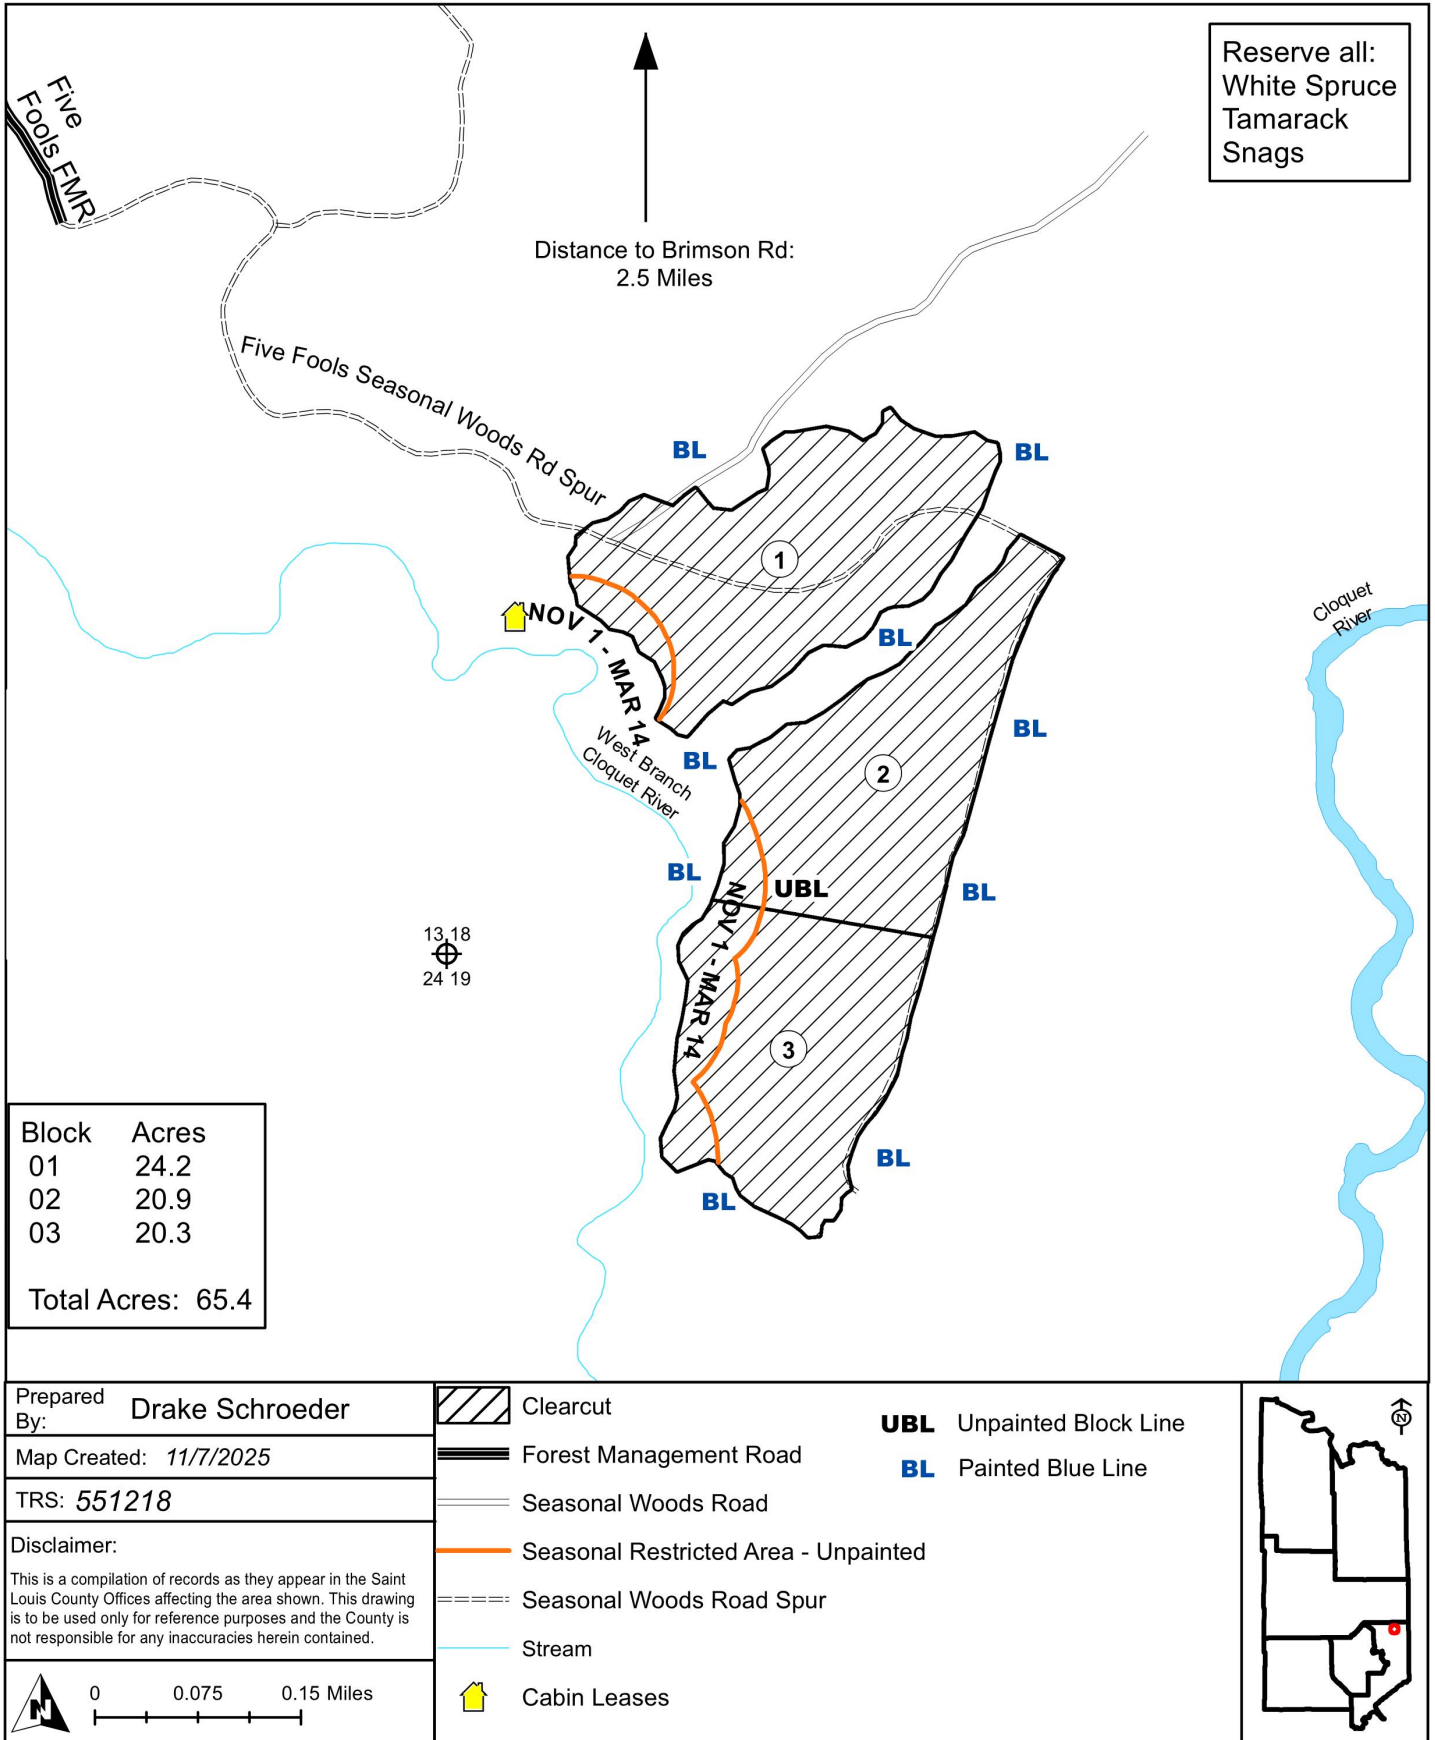 Reserve all:
White Spruce
Tamarack
Snags
Five
Fools FMR
Distance to Brimson Rd:
2.5 Miles
Five Fools Seasonal Woods Rd Spur
BL
BL
1
NOV 1 - MAR 14
BL
Cloquet
River
BL
West Branch
Cloquet River
BL
2
BL
UBL
BL
NOV 1 - MAR 14
13 18
24 19
3
BL
BL
Block Acres
01 24.2
02 20.9
03 20.3
Total Acres: 65.4
Prepared
By: Drake Schroeder
Map Created: 11/7/2025
TRS: 551218
Disclaimer:
This is a compilation of records as they appear in the Saint
Louis County Offices affecting the area shown. This drawing
is to be used only for reference purposes and the County is
not responsible for any inaccuracies herein contained.
N
0 0.075 0.15 Miles
Clearcut
Forest Management Road
Seasonal Woods Road
Seasonal Restricted Area - Unpainted
Seasonal Woods Road Spur
Stream
Cabin Leases
UBL Unpainted Block Line
BL Painted Blue Line
N